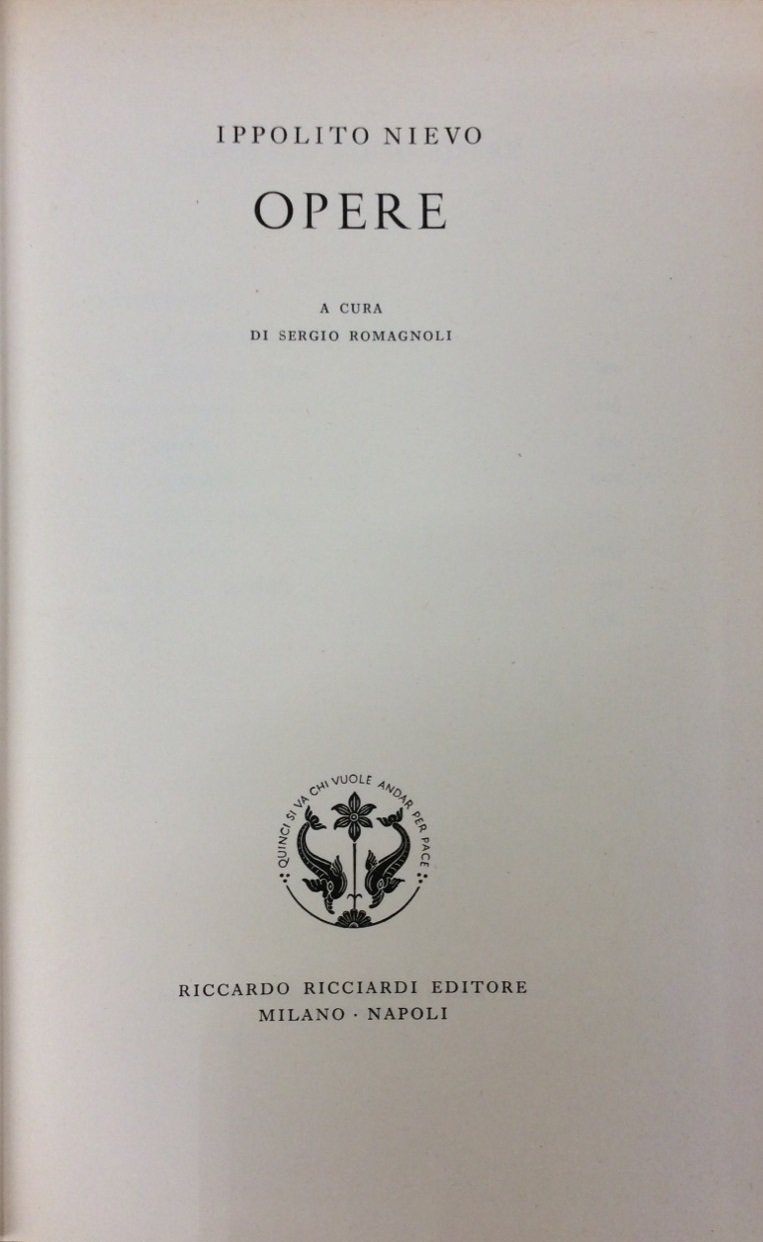 IPPOLITO NIEVO
OPERE
A CURA
DI SERGIO ROMAGNOLI
QUINCI SI VA CHI VUOLE ANDAR PER PACE
RICCARDO RICCIARDI EDITORE
MILANO · NAPOLI